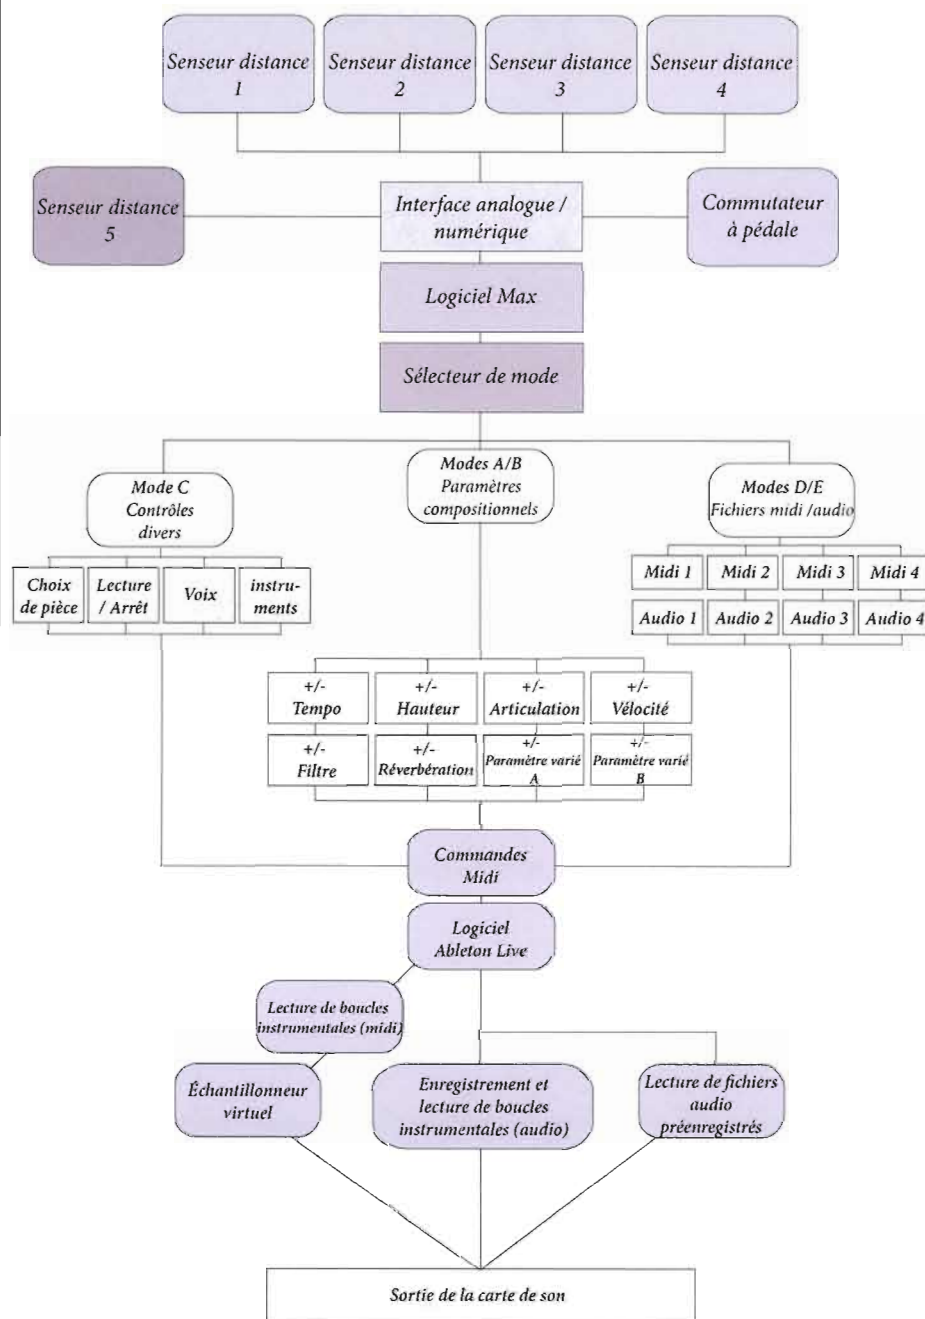 Senseur distance
1
Senseur distance
2
Senseur distance
3
Senseur distance
4
Senseur distance
5
Interface analogue /
numérique
Commutateur
à pédale
Logiciel Max
Sélecteur de mode
Mode C
Contrôles
divers
Modes A/B
Paramètres
compositionnels
Modes D/E
Fichiers midi /audio
Choix
de pièce
Lecture
/ Arrêt
Voix
instru-
ments
Midi 1
Midi 2
Midi 3
Midi 4
Audio 1
Audio 2
Audio 3
Audio 4
+/-
Tempo
+/-
Hauteur
+/-
Articulation
+/-
Vélocité
+/-
Filtre
+/-
Réverbération
+/-
Paramètre varié
A
+/-
Paramètre varié
B
Commandes
Midi
Logiciel
Ableton Live
Lecture de boucles
instrumentales (midi)
Échantillonneur
virtuel
Enregistrement et
lecture de boucles
instrumentales (audio)
Lecture de fichiers
audio
préenregistrés
Sortie de la carte de son